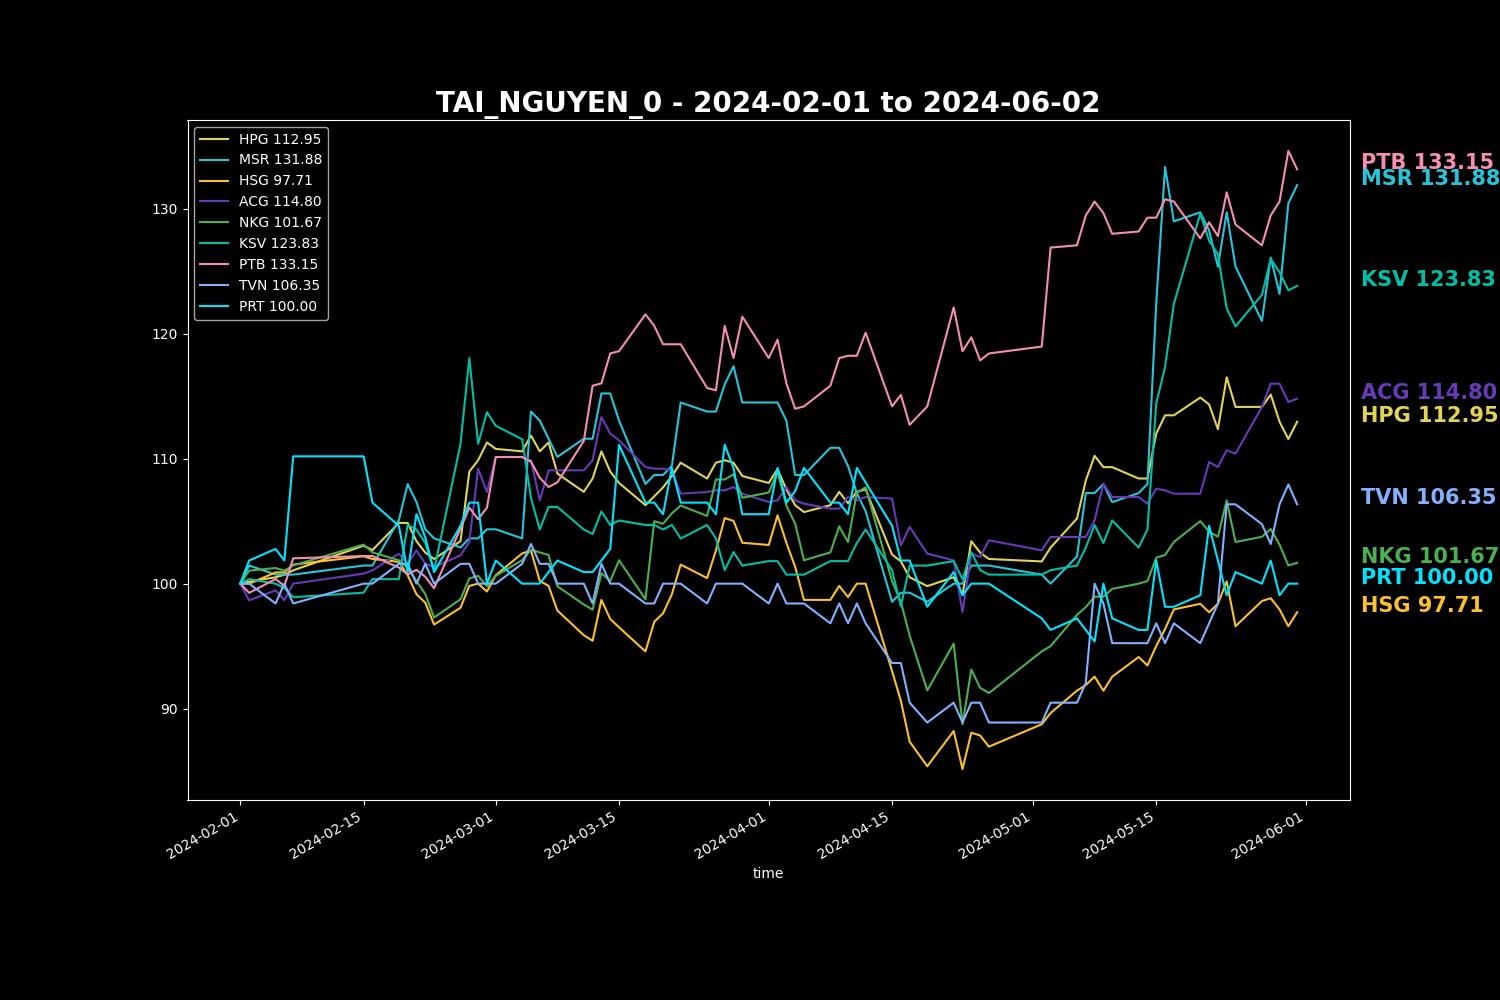 TAI_NGUYEN_0 - 2024-02-01 to 2024-06-02
HPG 112.95
MSR 131.88
HSG 97.71
ACG 114.80
NKG 101.67
KSV 123.83
PTB 133.15
TVN 106.35
PRT 100.00
130
120
110
100
90
PTB 133.15
MSR 131.88
KSV 123.83
ACG 114.80
HPG 112.95
TVN 106.35
NKG 101.67
PRT 100.00
HSG 97.71
2024-02-01
2024-02-15
2024-03-01
2024-03-15
2024-04-01
2024-04-15
2024-05-01
2024-05-15
2024-06-01
time